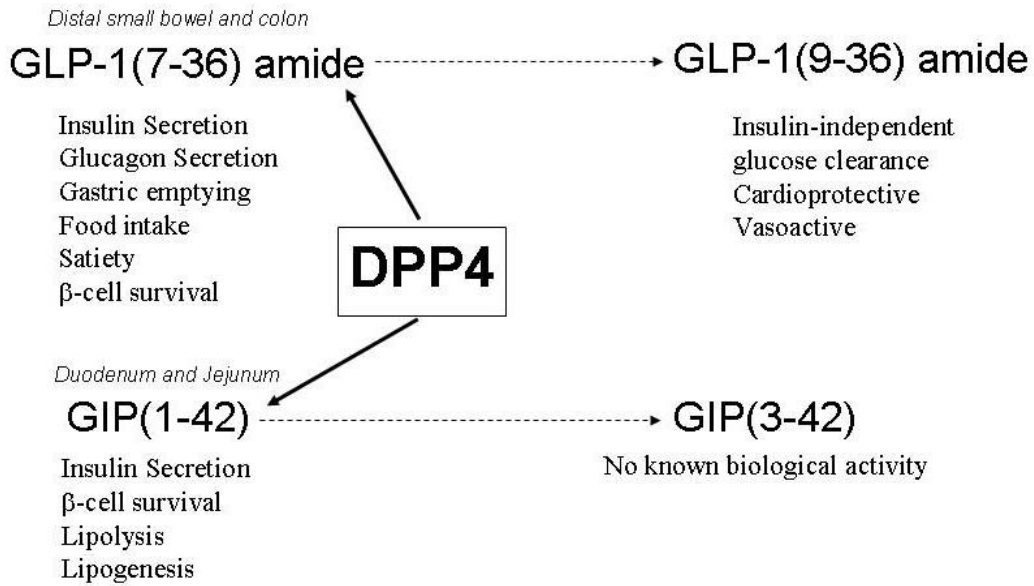 Distal small bowel and colon
GLP-1(7-36) amide
GLP-1(9-36) amide
Insulin Secretion
Glucagon Secretion
Gastric emptying
Food intake
Satiety
β-cell survival
Insulin-independent
glucose clearance
Cardioprotective
Vasoactive
DPP4
Duodenum and Jejunum
GIP(1-42)
GIP(3-42)
Insulin Secretion
β-cell survival
Lipolysis
Lipogenesis
No known biological activity